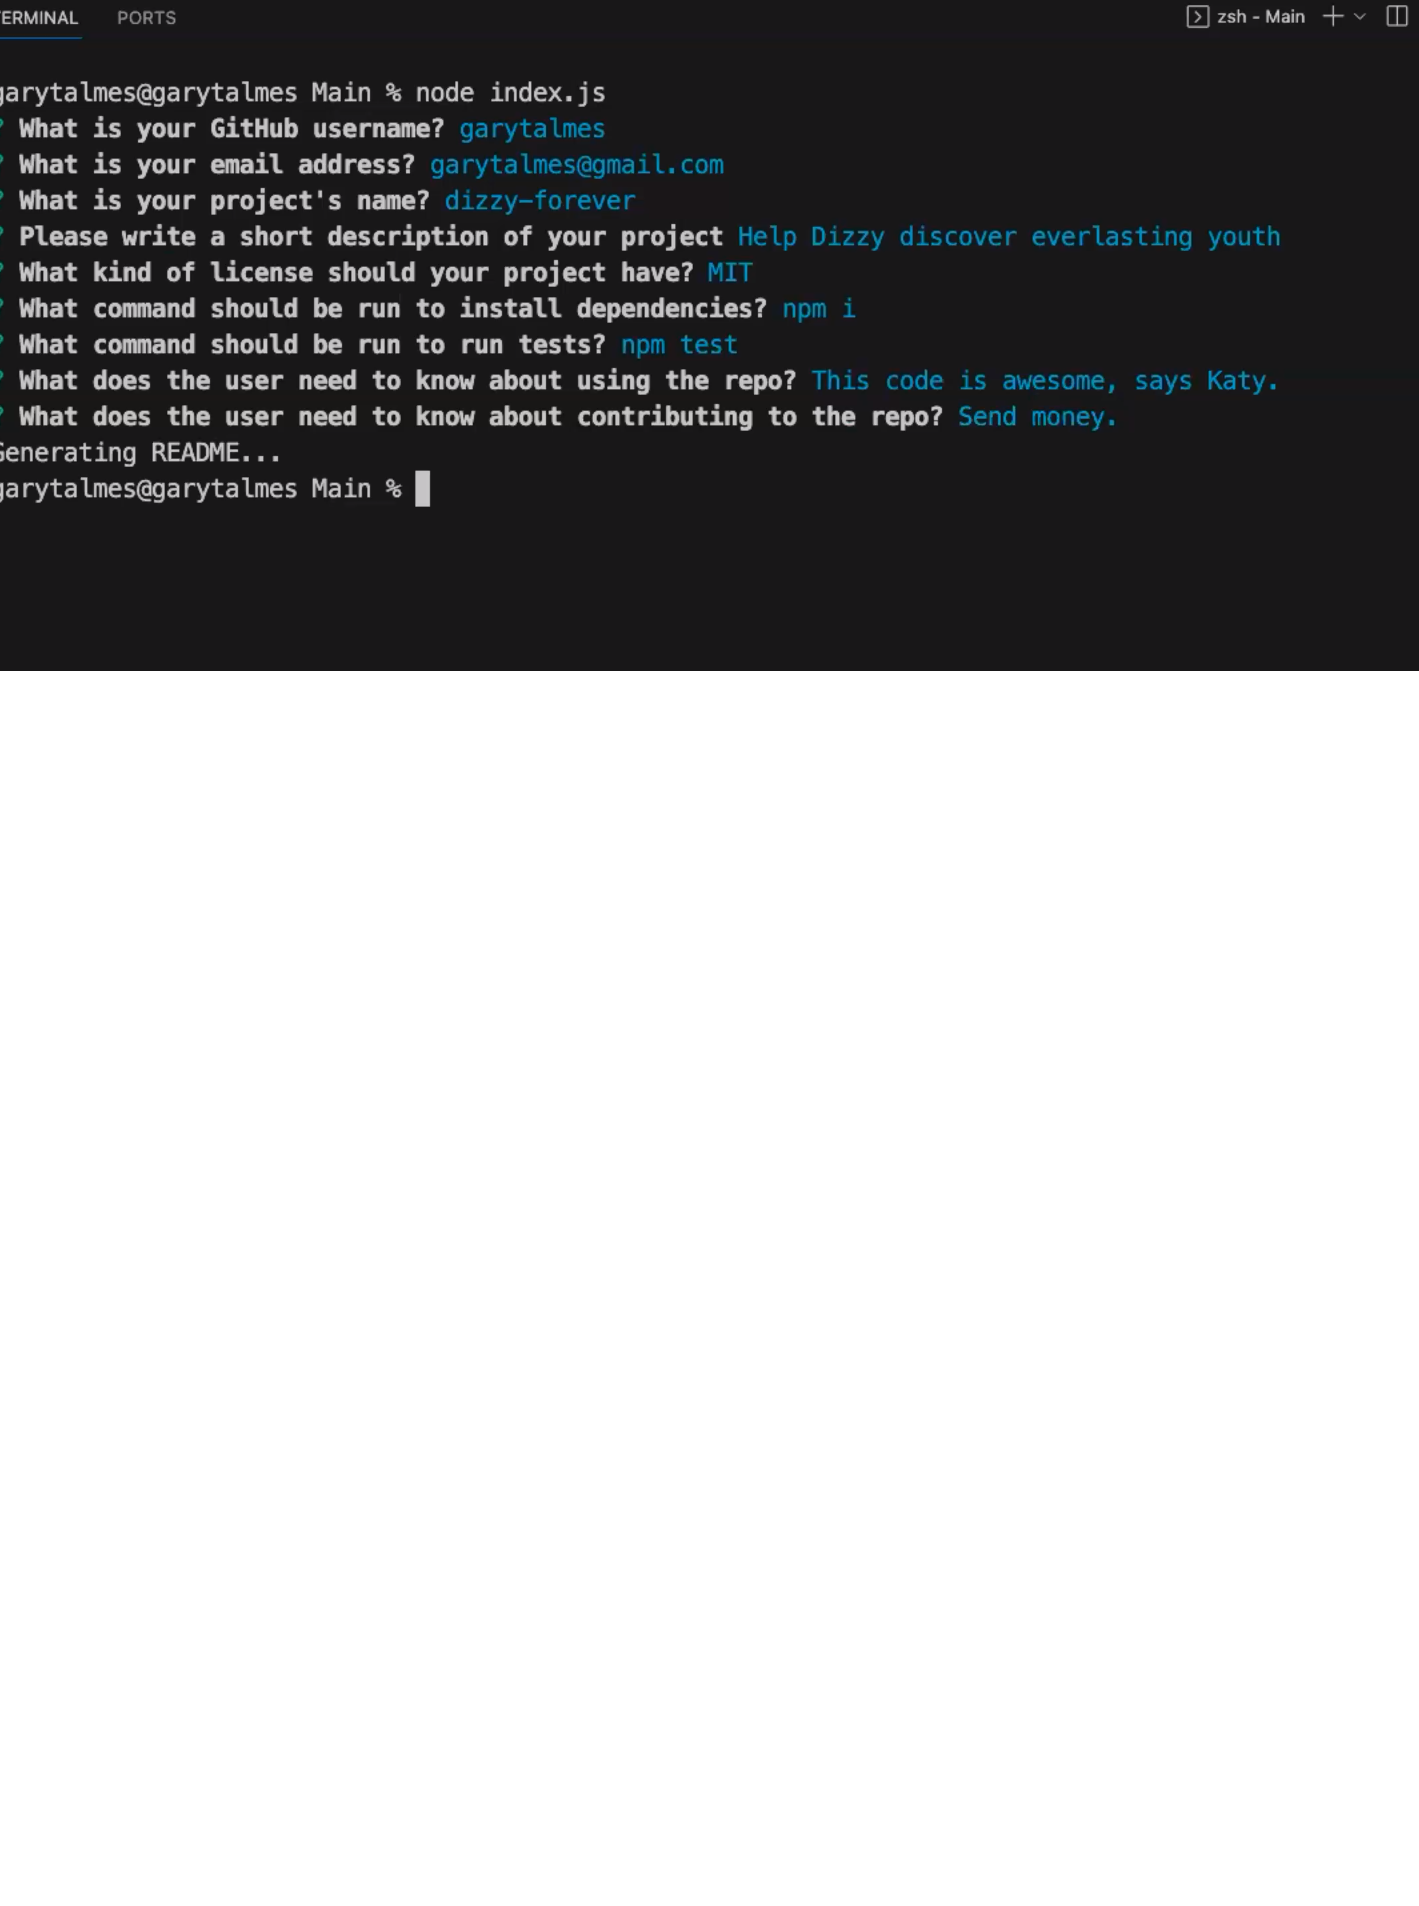 TERMINAL PORTS zsh - Main
garytalmes@garytalmes Main % node index.js
? What is your GitHub username? garytalmes
? What is your email address? garytalmes@gmail.com
? What is your project's name? dizzy-forever
? Please write a short description of your project Help Dizzy discover everlasting youth
? What kind of license should your project have? MIT
? What command should be run to install dependencies? npm i
? What command should be run to run tests? npm test
? What does the user need to know about using the repo? This code is awesome, says Katy.
? What does the user need to know about contributing to the repo? Send money.
Generating README...
garytalmes@garytalmes Main %